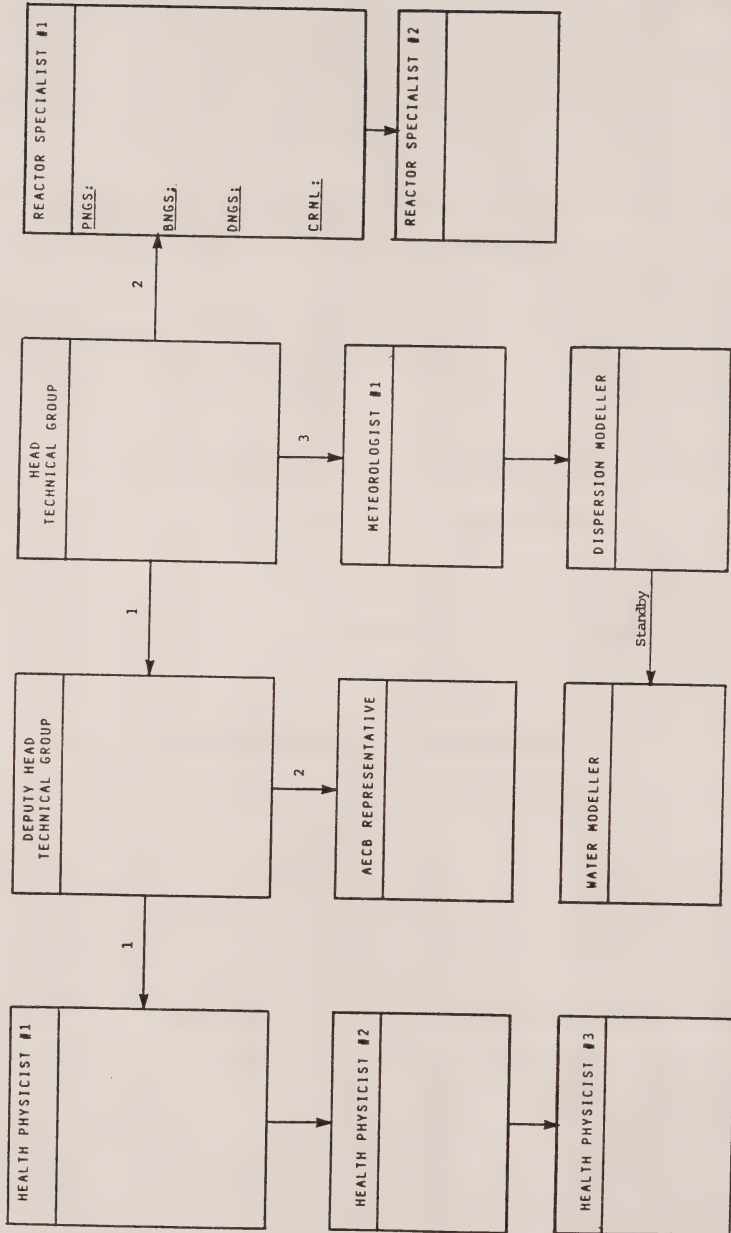 HEALTH PHYSICIST #1
1
HEALTH PHYSICIST #2
HEALTH PHYSICIST #3
DEPUTY HEAD
TECHNICAL GROUP
1
2
AECB REPRESENTATIVE
WATER MODELLER
Standby
HEAD
TECHNICAL GROUP
2
3
METEOROLOGIST #1
DISPERSION MODELLER
REACTOR SPECIALIST #1
PNGS:
BNGS:
DNGS:
CRNL:
REACTOR SPECIALIST #2